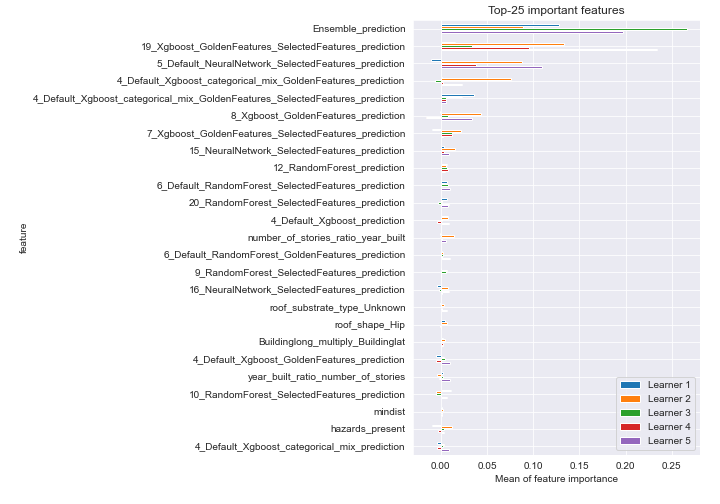 Top-25 important features
Ensemble_prediction
19_Xgboost_GoldenFeatures_SelectedFeatures_prediction
5_Default_NeuralNetwork_SelectedFeatures_prediction
4_Default_Xgboost_categorical_mix_GoldenFeatures_prediction
4_Default_Xgboost_categorical_mix_GoldenFeatures_SelectedFeatures_prediction
8_Xgboost_GoldenFeatures_SelectedFeatures_prediction
7_Xgboost_GoldenFeatures_SelectedFeatures_prediction
15_NeuralNetwork_SelectedFeatures_prediction
12_RandomForest_prediction
6_Default_RandomForest_SelectedFeatures_prediction
20_RandomForest_SelectedFeatures_prediction
4_Default_Xgboost_prediction
number_of_stories_ratio_year_built
6_Default_RandomForest_GoldenFeatures_prediction
9_RandomForest_SelectedFeatures_prediction
16_NeuralNetwork_SelectedFeatures_prediction
roof_substrate_type_Unknown
roof_shape_Hip
Buildinglong_multiply_Buildinglat
4_Default_Xgboost_GoldenFeatures_prediction
year_built_ratio_number_of_stories
10_RandomForest_SelectedFeatures_prediction
mindist
hazards_present
4_Default_Xgboost_categorical_mix_prediction
feature
Learner 1
Learner 2
Learner 3
Learner 4
Learner 5
0.00 0.05 0.10 0.15 0.20 0.25
Mean of feature importance